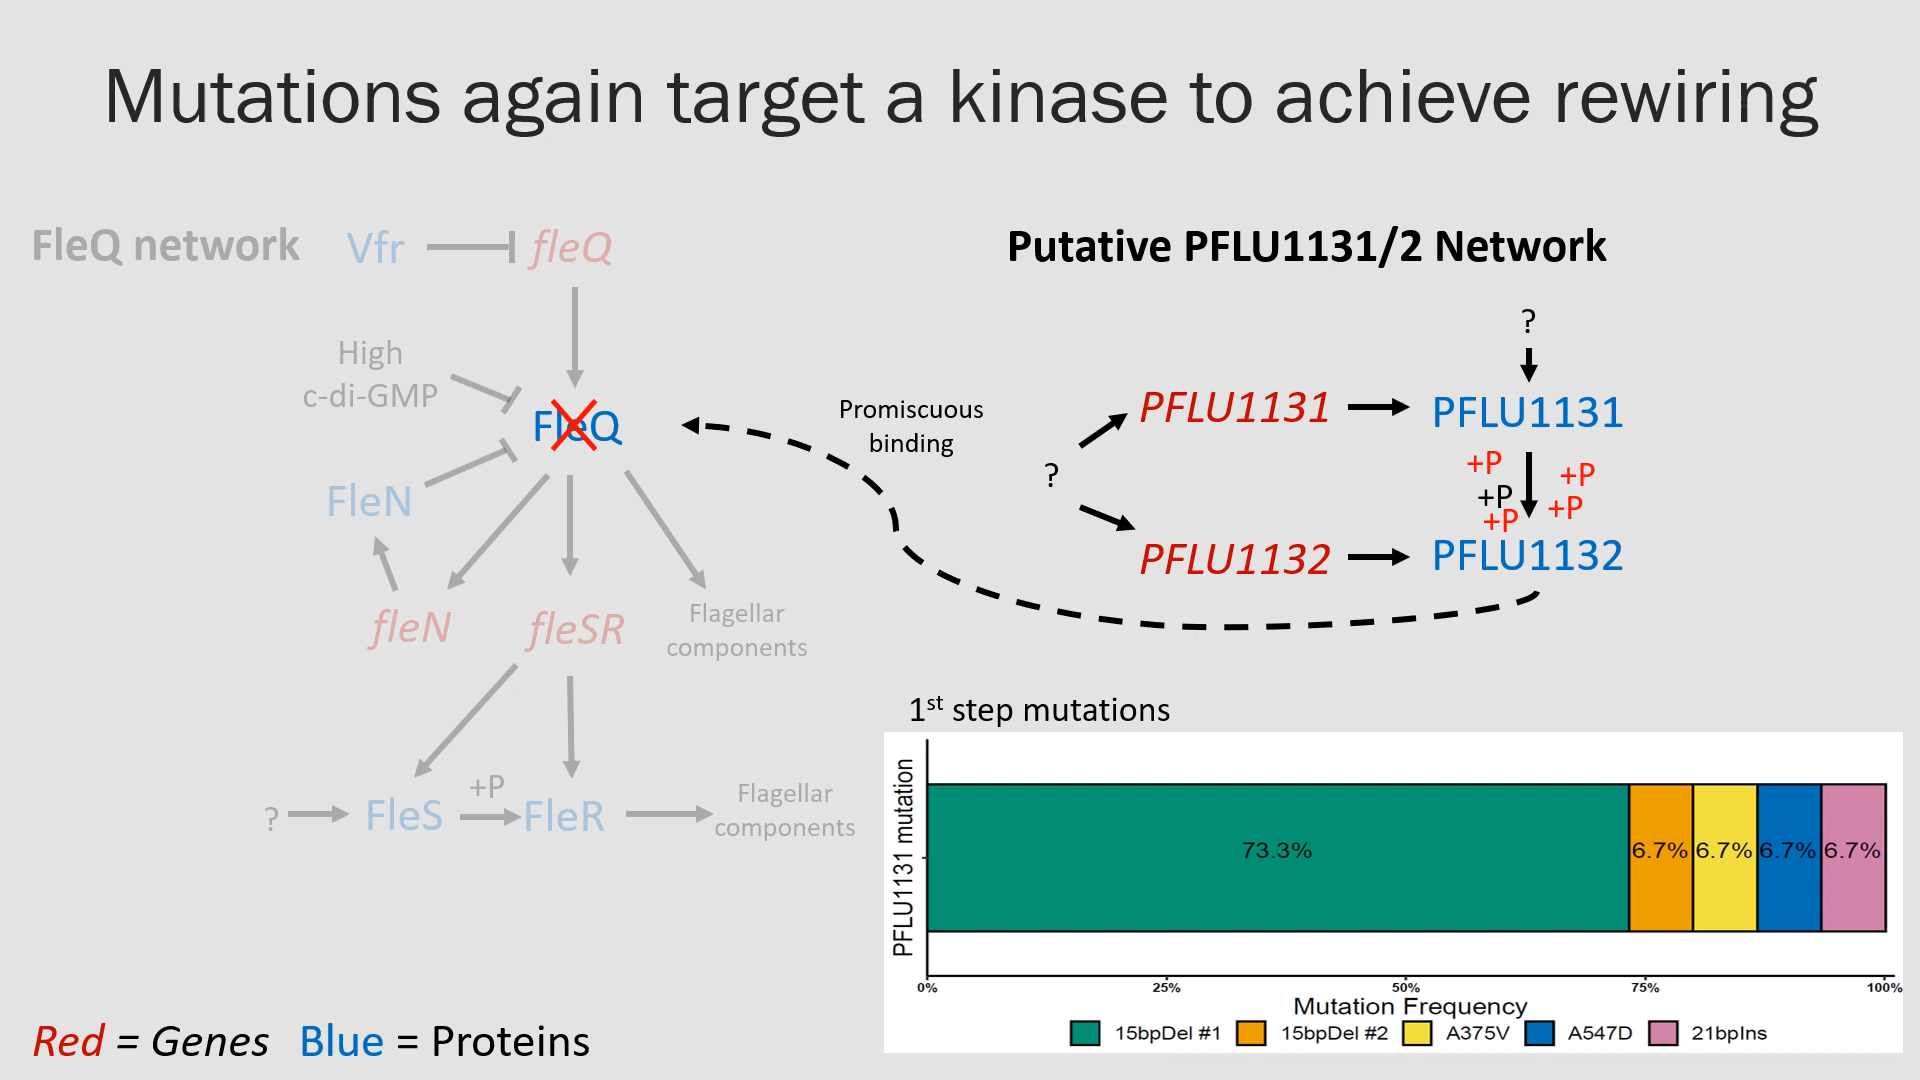 Mutations again target a kinase to achieve rewiring
FleQ network
Vfr
fleQ
High
c-di-GMP
FleQ
FleN
fleN
fleSR
Flagellar
components
?
FleS
+P
FleR
Flagellar
components
Putative PFLU1131/2 Network
?
Promiscuous
binding
?
PFLU1131
PFLU1131
+P
+P
+P
+P
+P
PFLU1132
PFLU1132
1st step mutations
PFLU1131 mutation
73.3%
6.7%
6.7%
6.7%
6.7%
0%
25%
50%
75%
100%
Mutation Frequency
15bpDel #1
15bpDel #2
A375V
A547D
21bpIns
Red = Genes Blue = Proteins